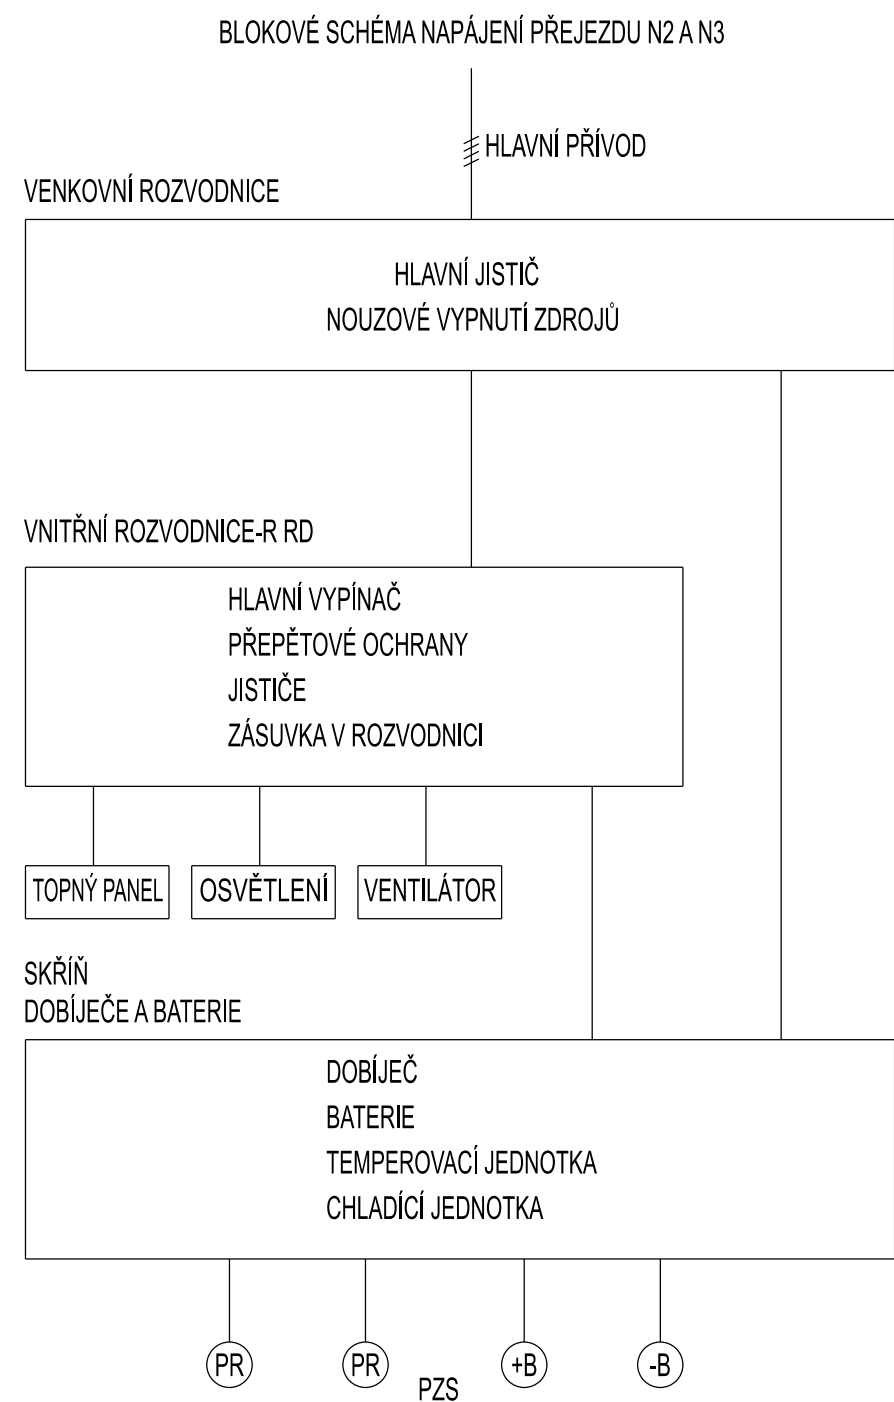 BLOKOVÉ SCHÉMA NAPÁJENÍ PŘEJEZDU N2 A N3
HLAVNÍ PŘÍVOD
VENKOVNÍ ROZVODNICE
HLAVNÍ JISTIČ
NOUZOVÉ VYPNUTÍ ZDROJŮ
VNITŘNÍ ROZVODNICE-R RD
HLAVNÍ VYPÍNAČ
PŘEPĚTOVÉ OCHRANY
JISTIČE
ZÁSUVKA V ROZVODNICI
TOPNÝ PANEL OSVĚTLENÍ VENTILÁTOR
SKŘÍŇ
DOBÍJEČE A BATERIE
DOBÍJEČ
BATERIE
TEMPEROVACÍ JEDNOTKA
CHLADÍCÍ JEDNOTKA
PR PR +B -B
PZS